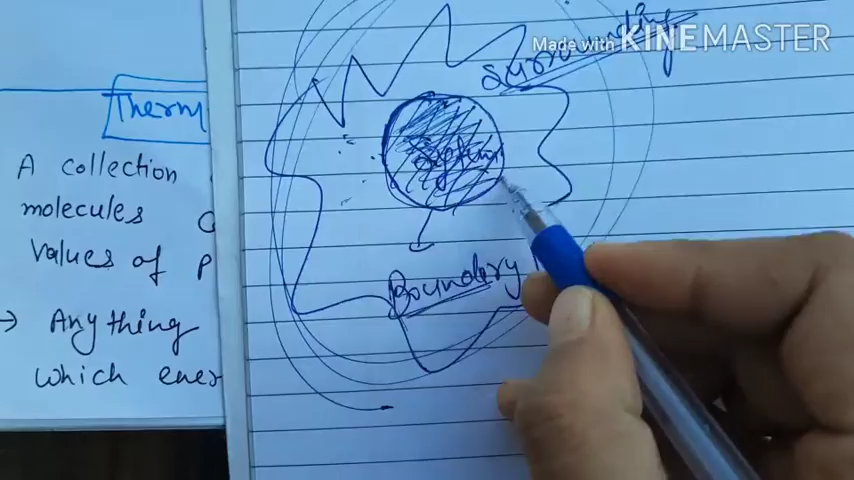 Made with KINEMASTER
Surrounding
Therm
System
A collection
molecules
Values of P
Boundary
→ Anything
which ener